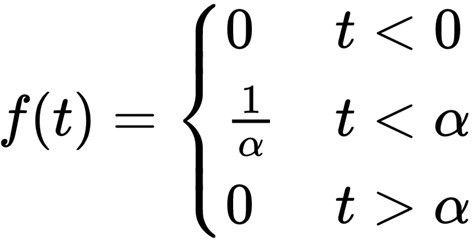 f(t) = { 0 t < 0
1/α t < α
0 t > α